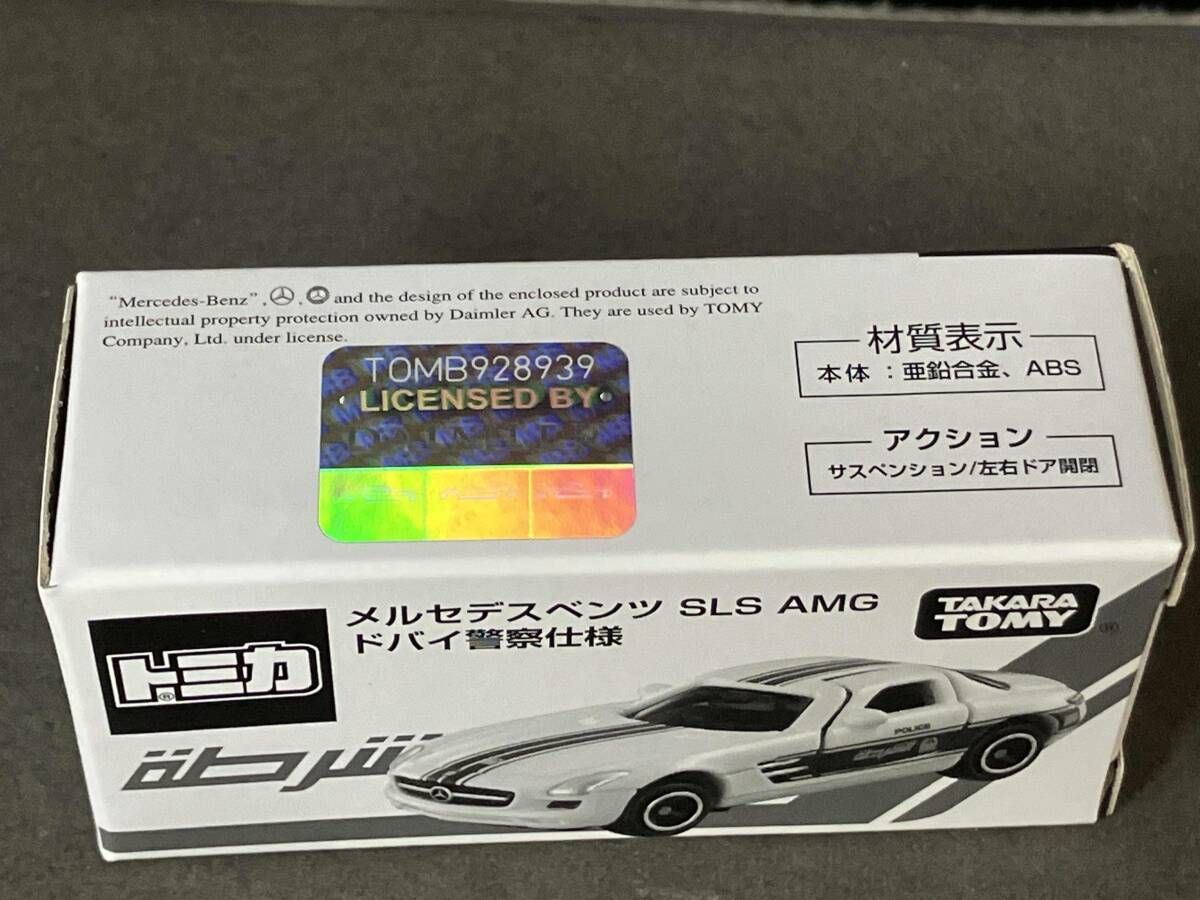 "Mercedes-Benz", , and the design of the enclosed product are subject to
intellectual property protection owned by Daimler AG. They are used by TOMY
Company, Ltd. under license.
TOMB928939
LICENSED BY
材質表示
本体 : 亜鉛合金、ABS
アクション
サスペンション/左右ドア開閉
メルセデスベンツ SLS AMG
ドバイ警察仕様
TAKARA
TOMY ®
トミカ ®
شرطة
POLICE